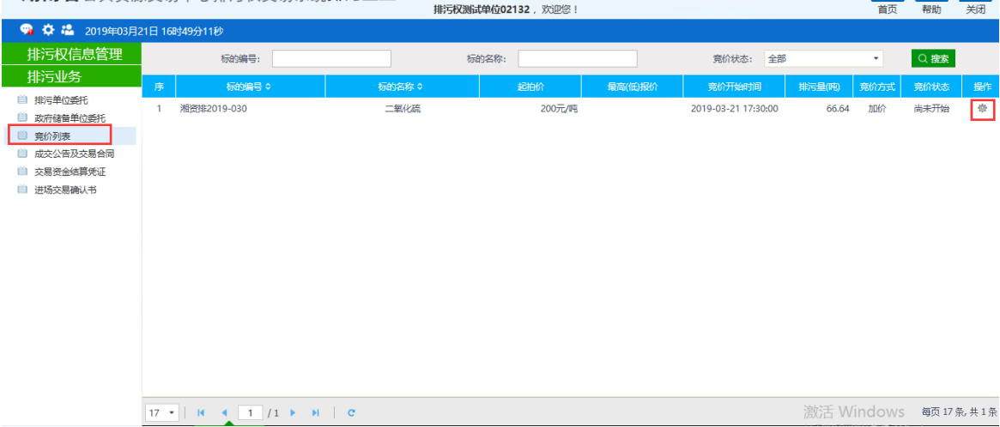 排污权测试单位02132，欢迎您！
首页 帮助 关闭
2019年03月21日 16时49分11秒
排污权信息管理
排污业务
排污单位委托
政府储备单位委托
竞价列表
成交公告及交易合同
交易资金结算凭证
进场交易确认书
标的编号： 标的名称： 竞价状态： 全部 搜索
序 标的编号 标的名称 起拍价 最高(低)报价 竞价开始时间 排污量(吨) 竞价方式 竞价状态 操作
1 湘资排2019-030 二氧化硫 200元/吨 2019-03-21 17:30:00 66.64 加价 尚未开始
17 1 /1 激活 Windows 每页 17 条, 共 1 条